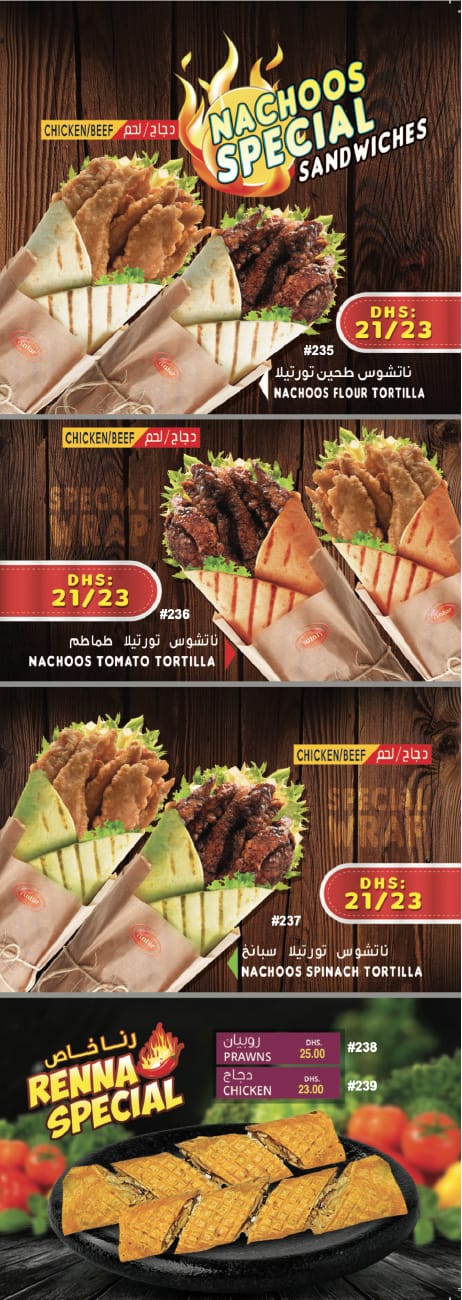 NACHOOS
SPECIAL
SANDWICHES
CHICKEN/BEEF دجاج/لحم
DHS:
21/23
#235
ناتشوس طحين تورتيلا
NACHOOS FLOUR TORTILLA
CHICKEN/BEEF دجاج/لحم
SPECIAL
WRAP
DHS:
21/23
#236
ناتشوس تورتيلا طماطم
NACHOOS TOMATO TORTILLA
CHICKEN/BEEF دجاج/لحم
SPECIAL
WRAP
DHS:
21/23
#237
ناتشوس تورتيلا سبانخ
NACHOOS SPINACH TORTILLA
رنا خاص
RENNA
SPECIAL
روبيان DHS.
PRAWNS 25.00 #238
دجاج DHS.
CHICKEN 23.00 #239